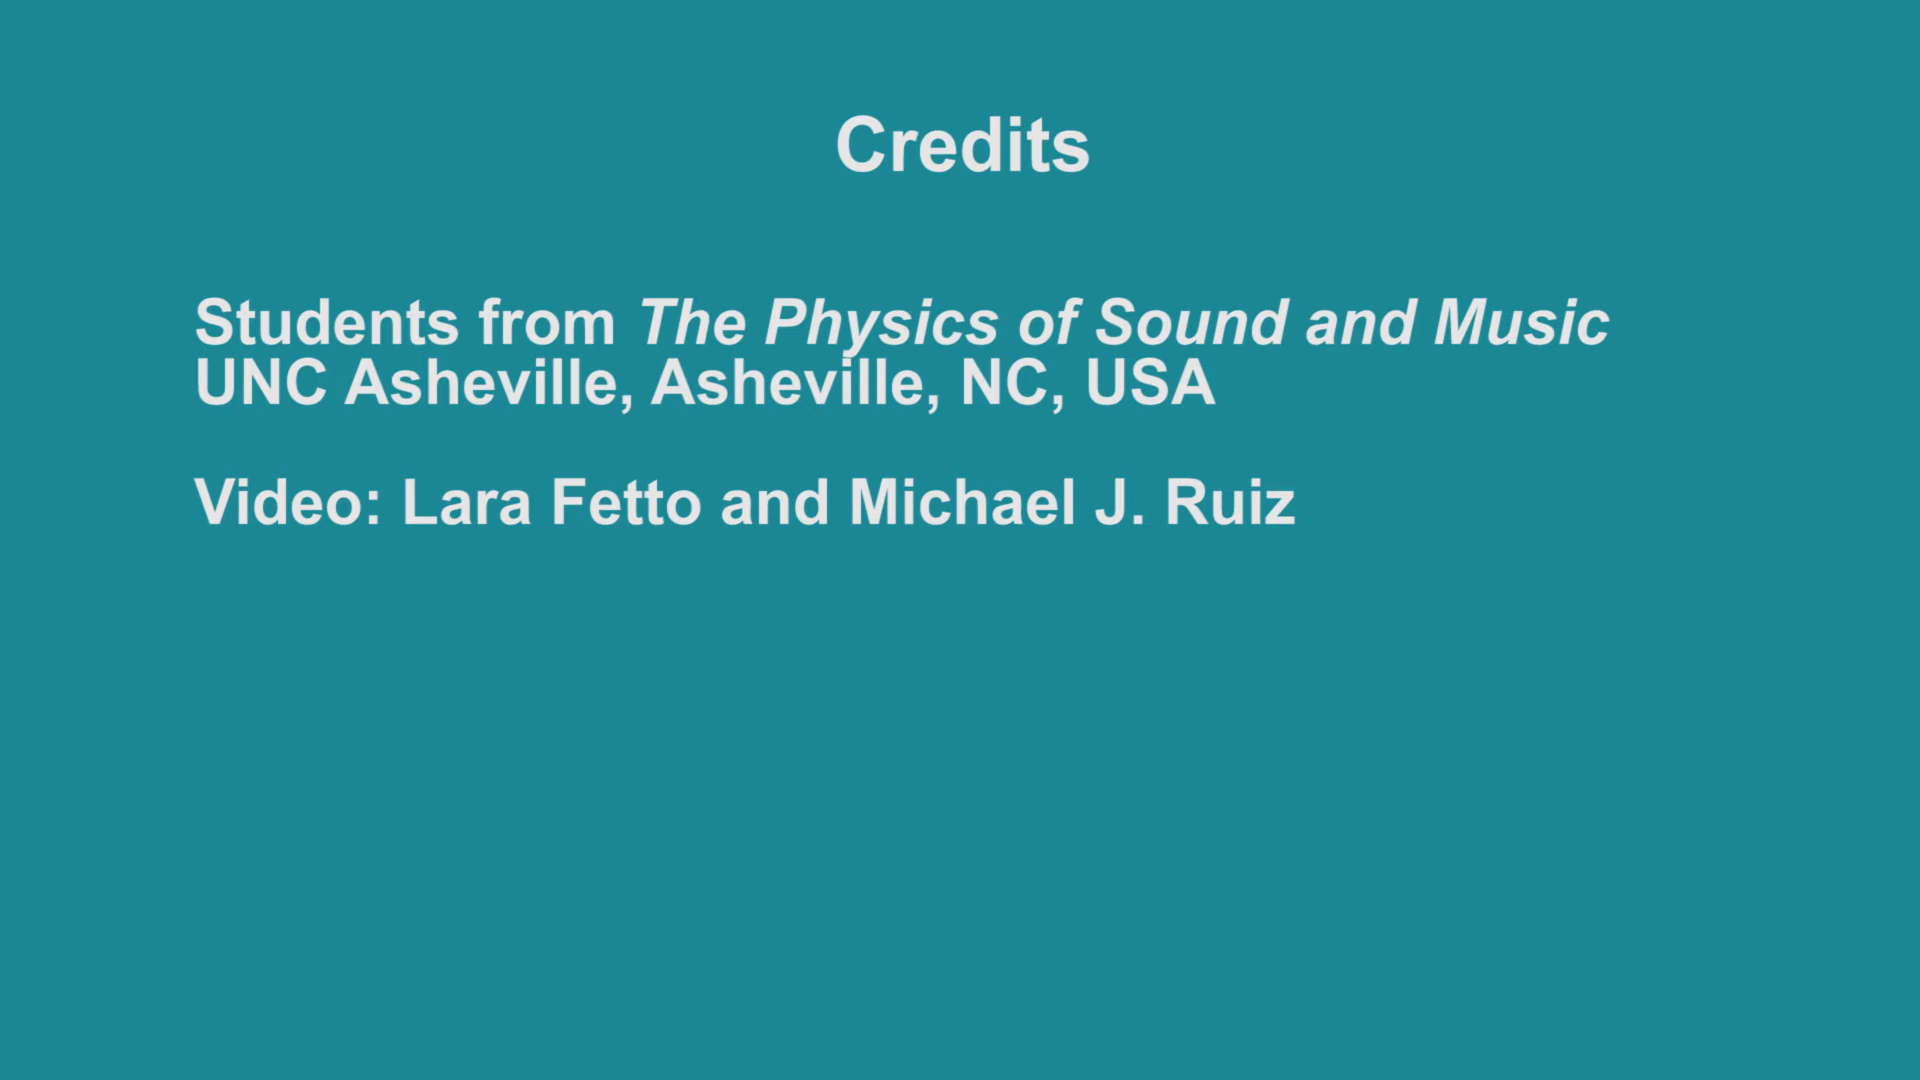 Credits
Students from The Physics of Sound and Music
UNC Asheville, Asheville, NC, USA
Video: Lara Fetto and Michael J. Ruiz